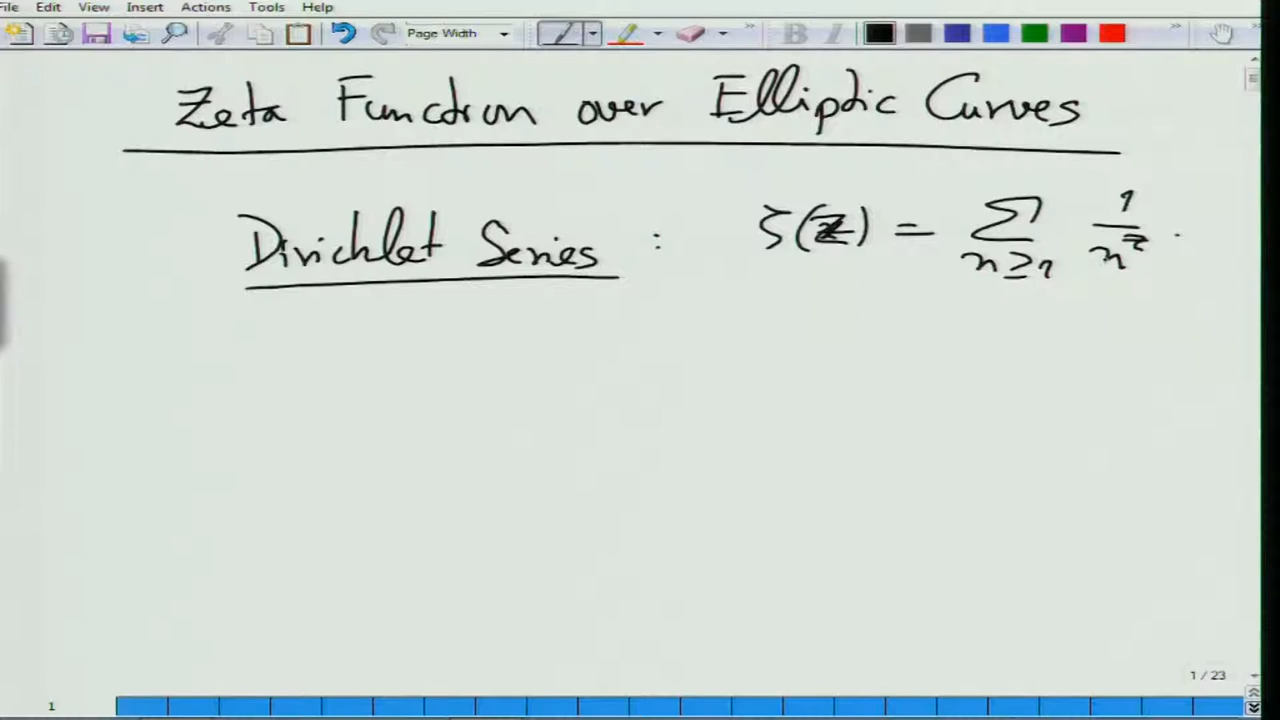 File Edit View Insert Actions Tools Help
Page Width
B I
Zeta Function over Elliptic Curves
Dirichlet Series : ζ(z) = ∑ n≥1 1/n^z .
1 / 23
1